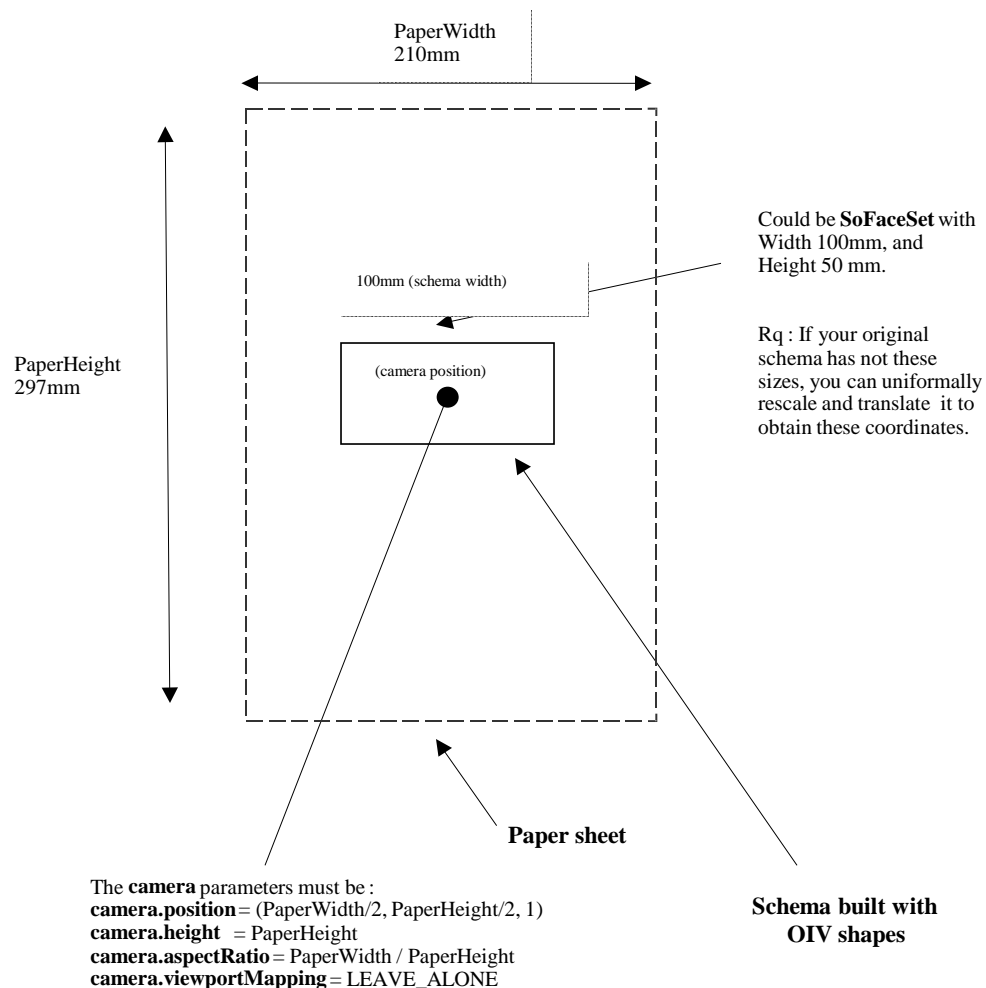 PaperWidth
210mm
Could be SoFaceSet with
Width 100mm, and
Height 50 mm.
100mm (schema width)
Rq : If your original
schema has not these
sizes, you can uniformally
rescale and translate it to
obtain these coordinates.
PaperHeight
297mm
(camera position)
Paper sheet
The camera parameters must be :
camera.position = (PaperWidth/2, PaperHeight/2, 1)
camera.height = PaperHeight
camera.aspectRatio = PaperWidth / PaperHeight
camera.viewportMapping = LEAVE_ALONE
Schema built with
OIV shapes